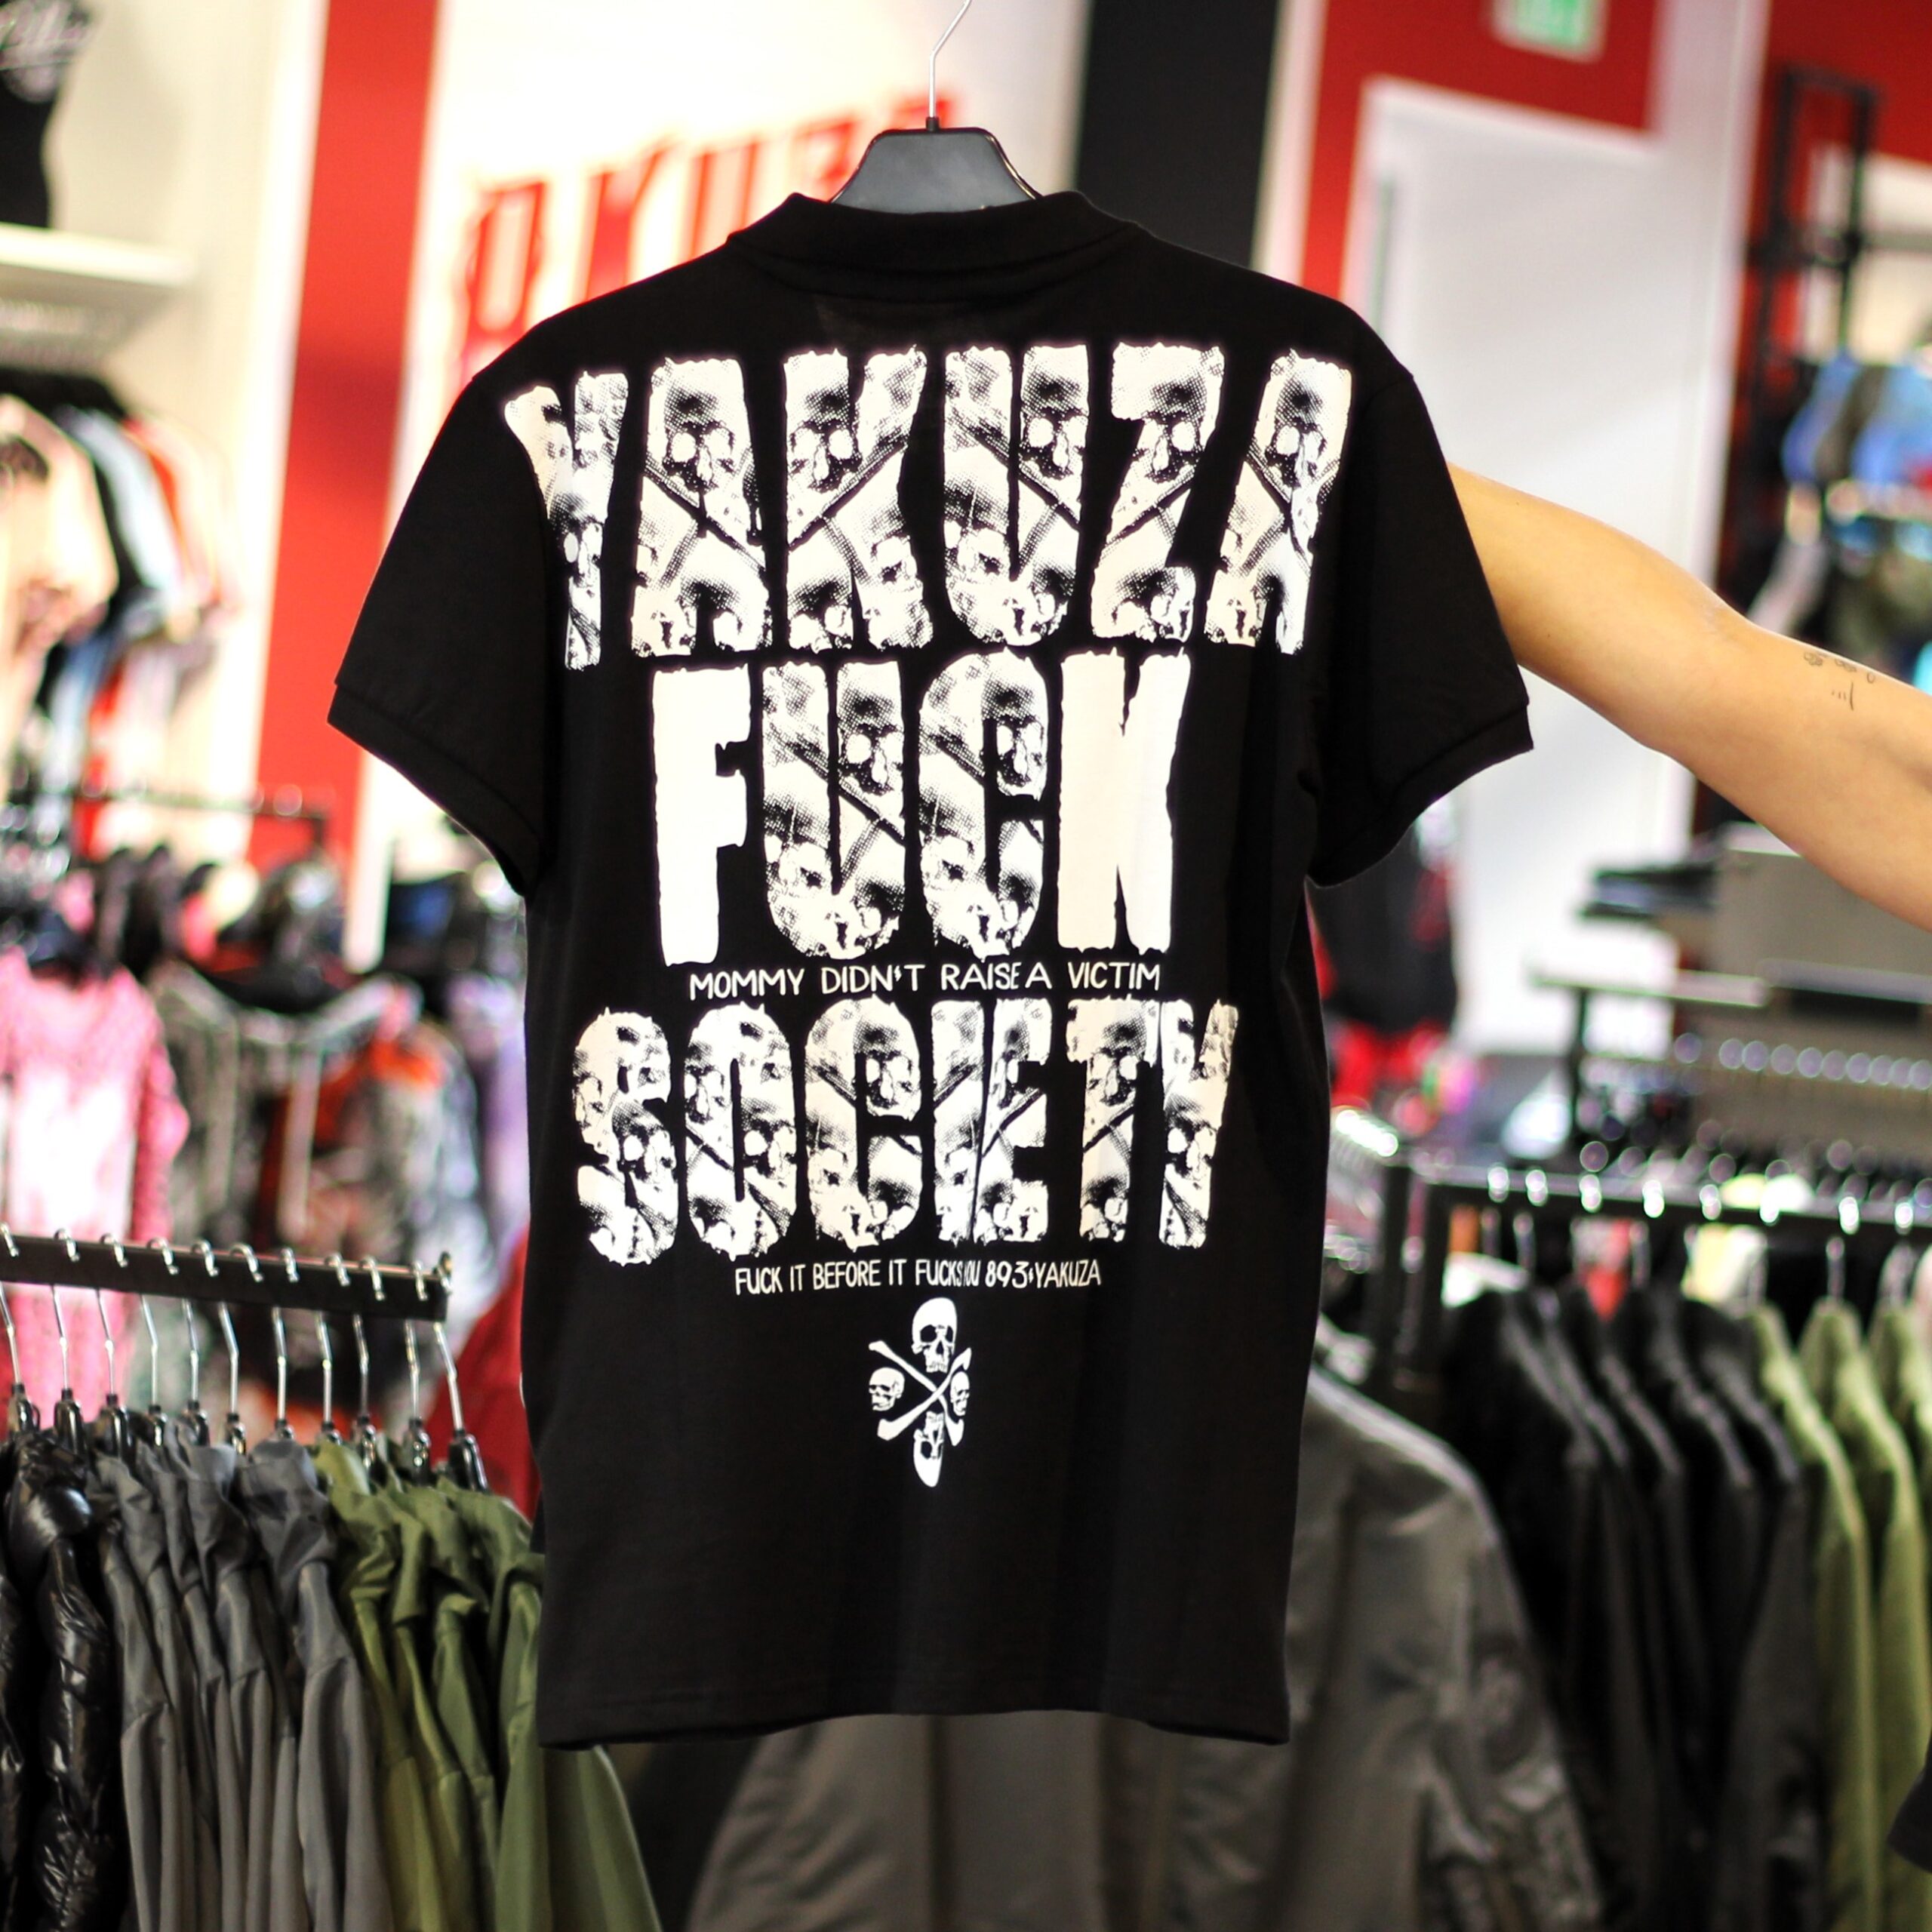 YAKUZA
FUCK
MOMMY DIDN'T RAISE A VICTIM
SOCIETY
FUCK IT BEFORE IT FUCKS YOU 893·YAKUZA